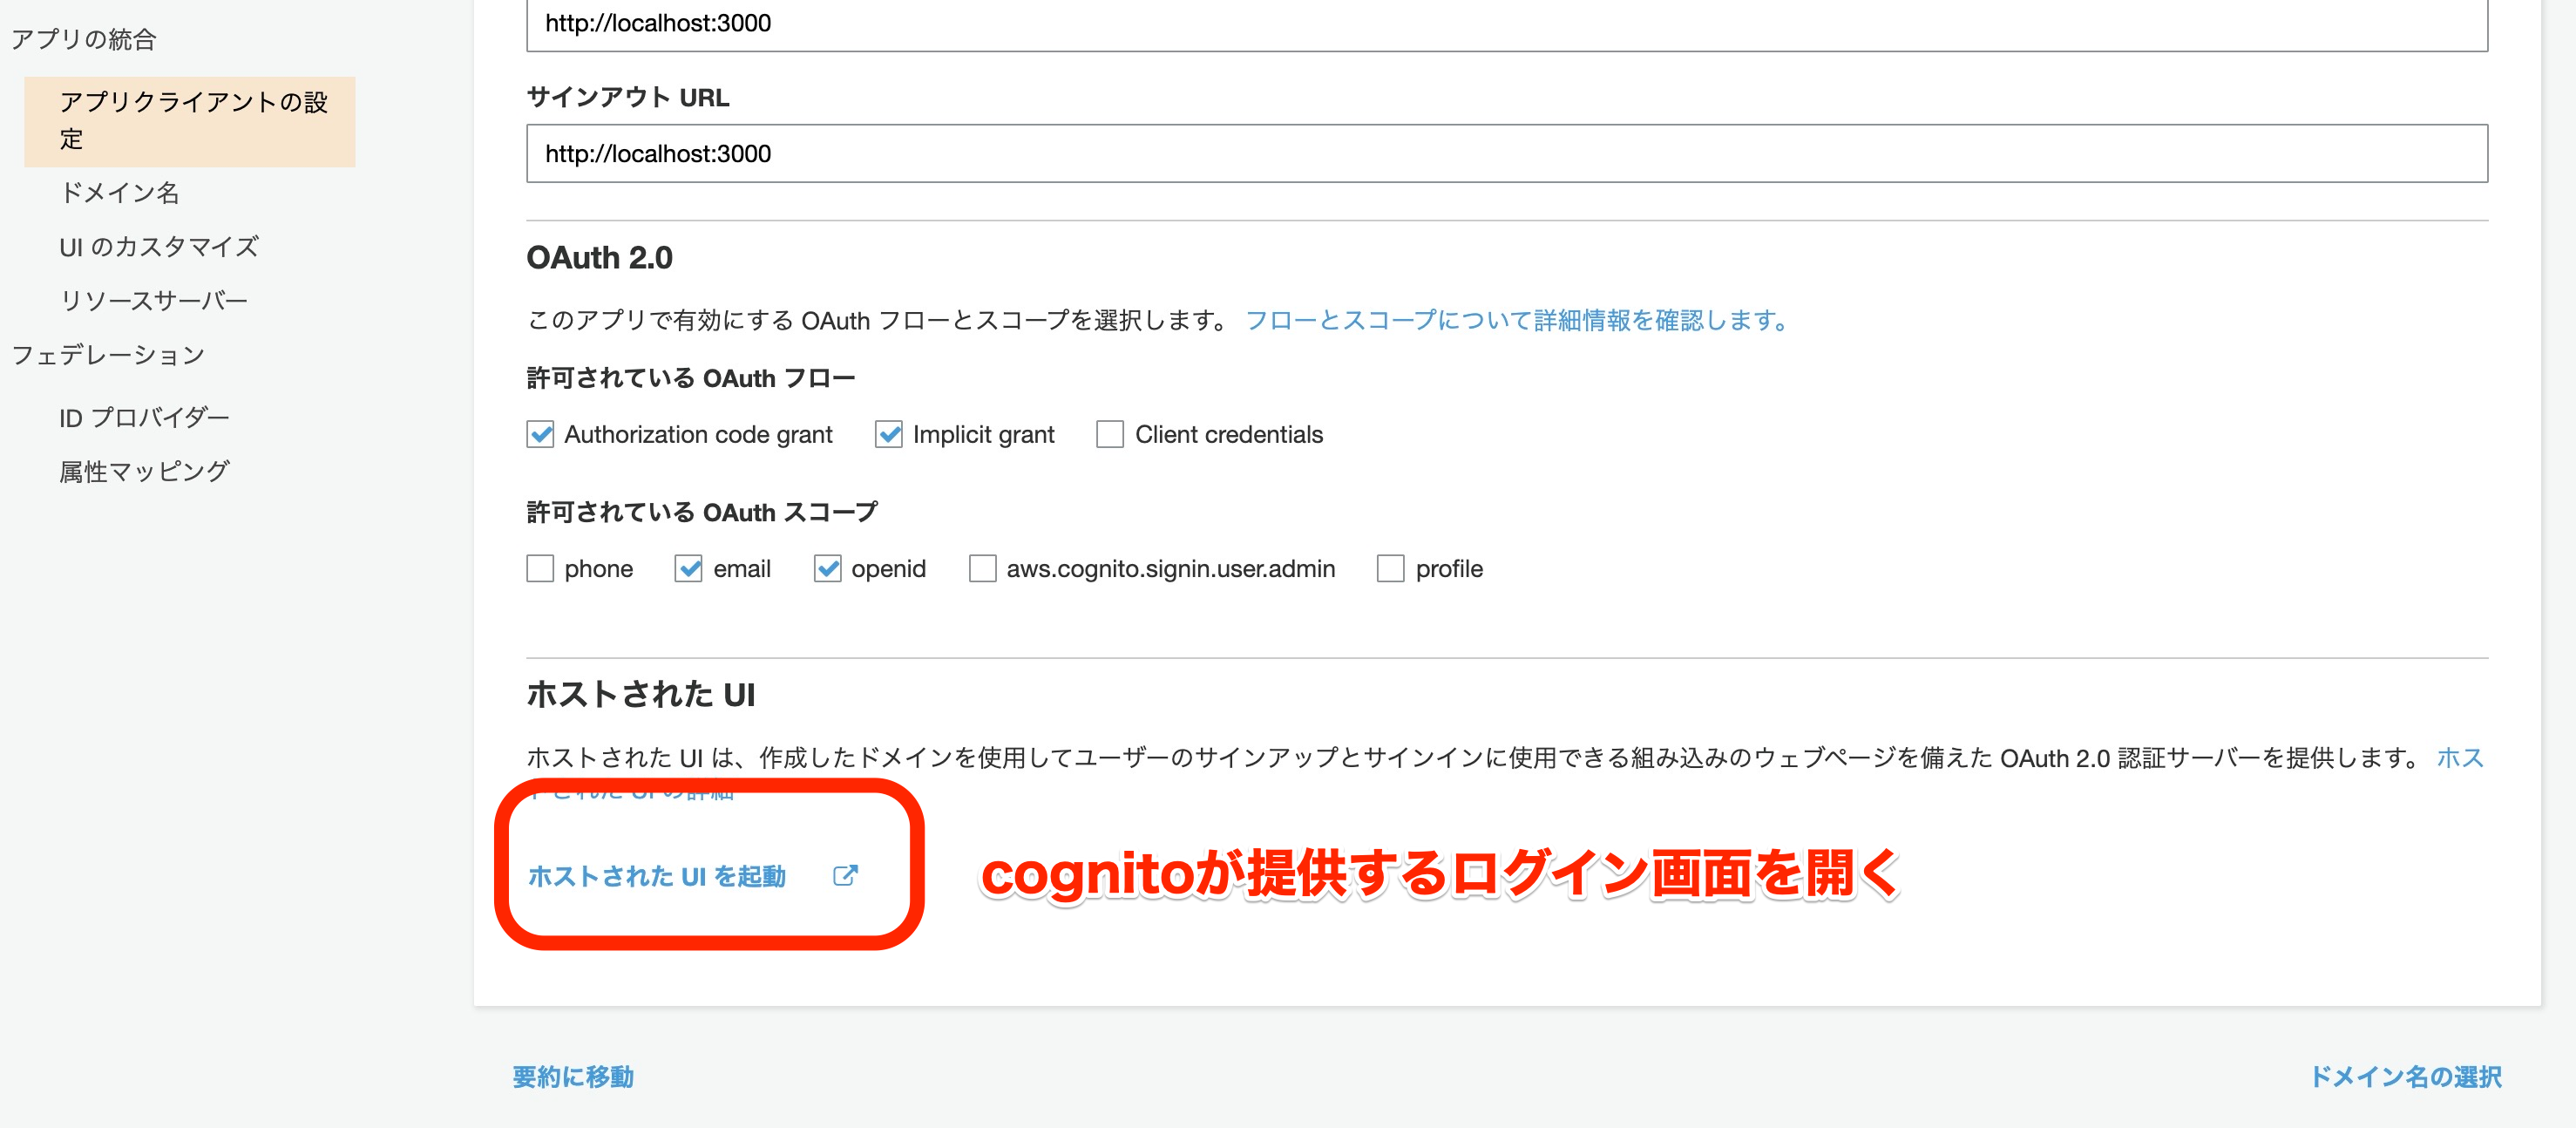 アプリの統合
アプリクライアントの設
定
ドメイン名
UI のカスタマイズ
リソースサーバー
フェデレーション
ID プロバイダー
属性マッピング
http://localhost:3000
サインアウト URL
http://localhost:3000
OAuth 2.0
このアプリで有効にする OAuth フローとスコープを選択します。 フローとスコープについて詳細情報を確認します。
許可されている OAuth フロー
Authorization code grant Implicit grant Client credentials
許可されている OAuth スコープ
phone email openid aws.cognito.signin.user.admin profile
ホストされた UI
ホストされた UI は、作成したドメインを使用してユーザーのサインアップとサインインに使用できる組み込みのウェブページを備えた OAuth 2.0 認証サーバーを提供します。 ホス
トされた UI の詳細
ホストされた UI を起動
cognitoが提供するログイン画面を開く
要約に移動
ドメイン名の選択